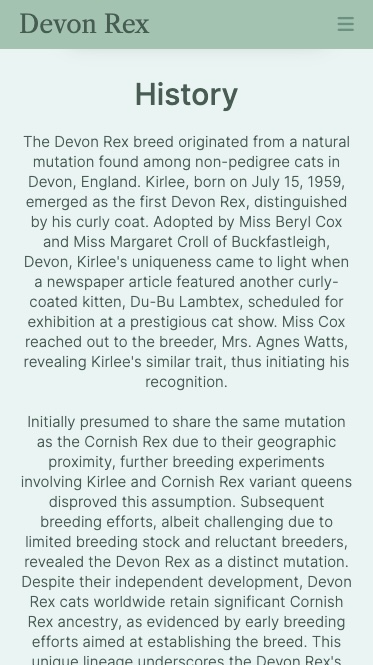 Devon Rex
History
The Devon Rex breed originated from a natural
mutation found among non-pedigree cats in
Devon, England. Kirlee, born on July 15, 1959,
emerged as the first Devon Rex, distinguished
by his curly coat. Adopted by Miss Beryl Cox
and Miss Margaret Croll of Buckfastleigh,
Devon, Kirlee's uniqueness came to light when
a newspaper article featured another curly-
coated kitten, Du-Bu Lambtex, scheduled for
exhibition at a prestigious cat show. Miss Cox
reached out to the breeder, Mrs. Agnes Watts,
revealing Kirlee's similar trait, thus initiating his
recognition.
Initially presumed to share the same mutation
as the Cornish Rex due to their geographic
proximity, further breeding experiments
involving Kirlee and Cornish Rex variant queens
disproved this assumption. Subsequent
breeding efforts, albeit challenging due to
limited breeding stock and reluctant breeders,
revealed the Devon Rex as a distinct mutation.
Despite their independent development, Devon
Rex cats worldwide retain significant Cornish
Rex ancestry, as evidenced by early breeding
efforts aimed at establishing the breed. This
unique lineage underscores the Devon Rex's